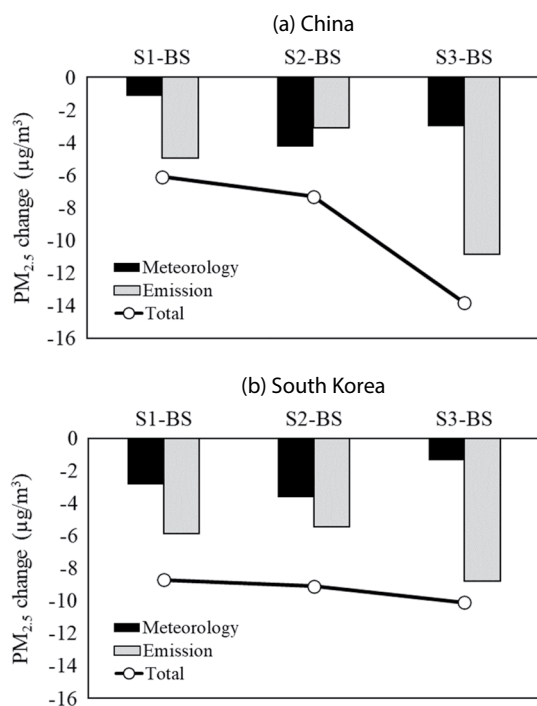 (a) China
S1-BS S2-BS S3-BS
0
-2
-4
-6
-8
-10
-12
-14
-16
PM2.5 change (µg/m³)
Meteorology
Emission
Total
(b) South Korea
S1-BS S2-BS S3-BS
0
-2
-4
-6
-8
-10
-12
-14
-16
PM2.5 change (µg/m³)
Meteorology
Emission
Total